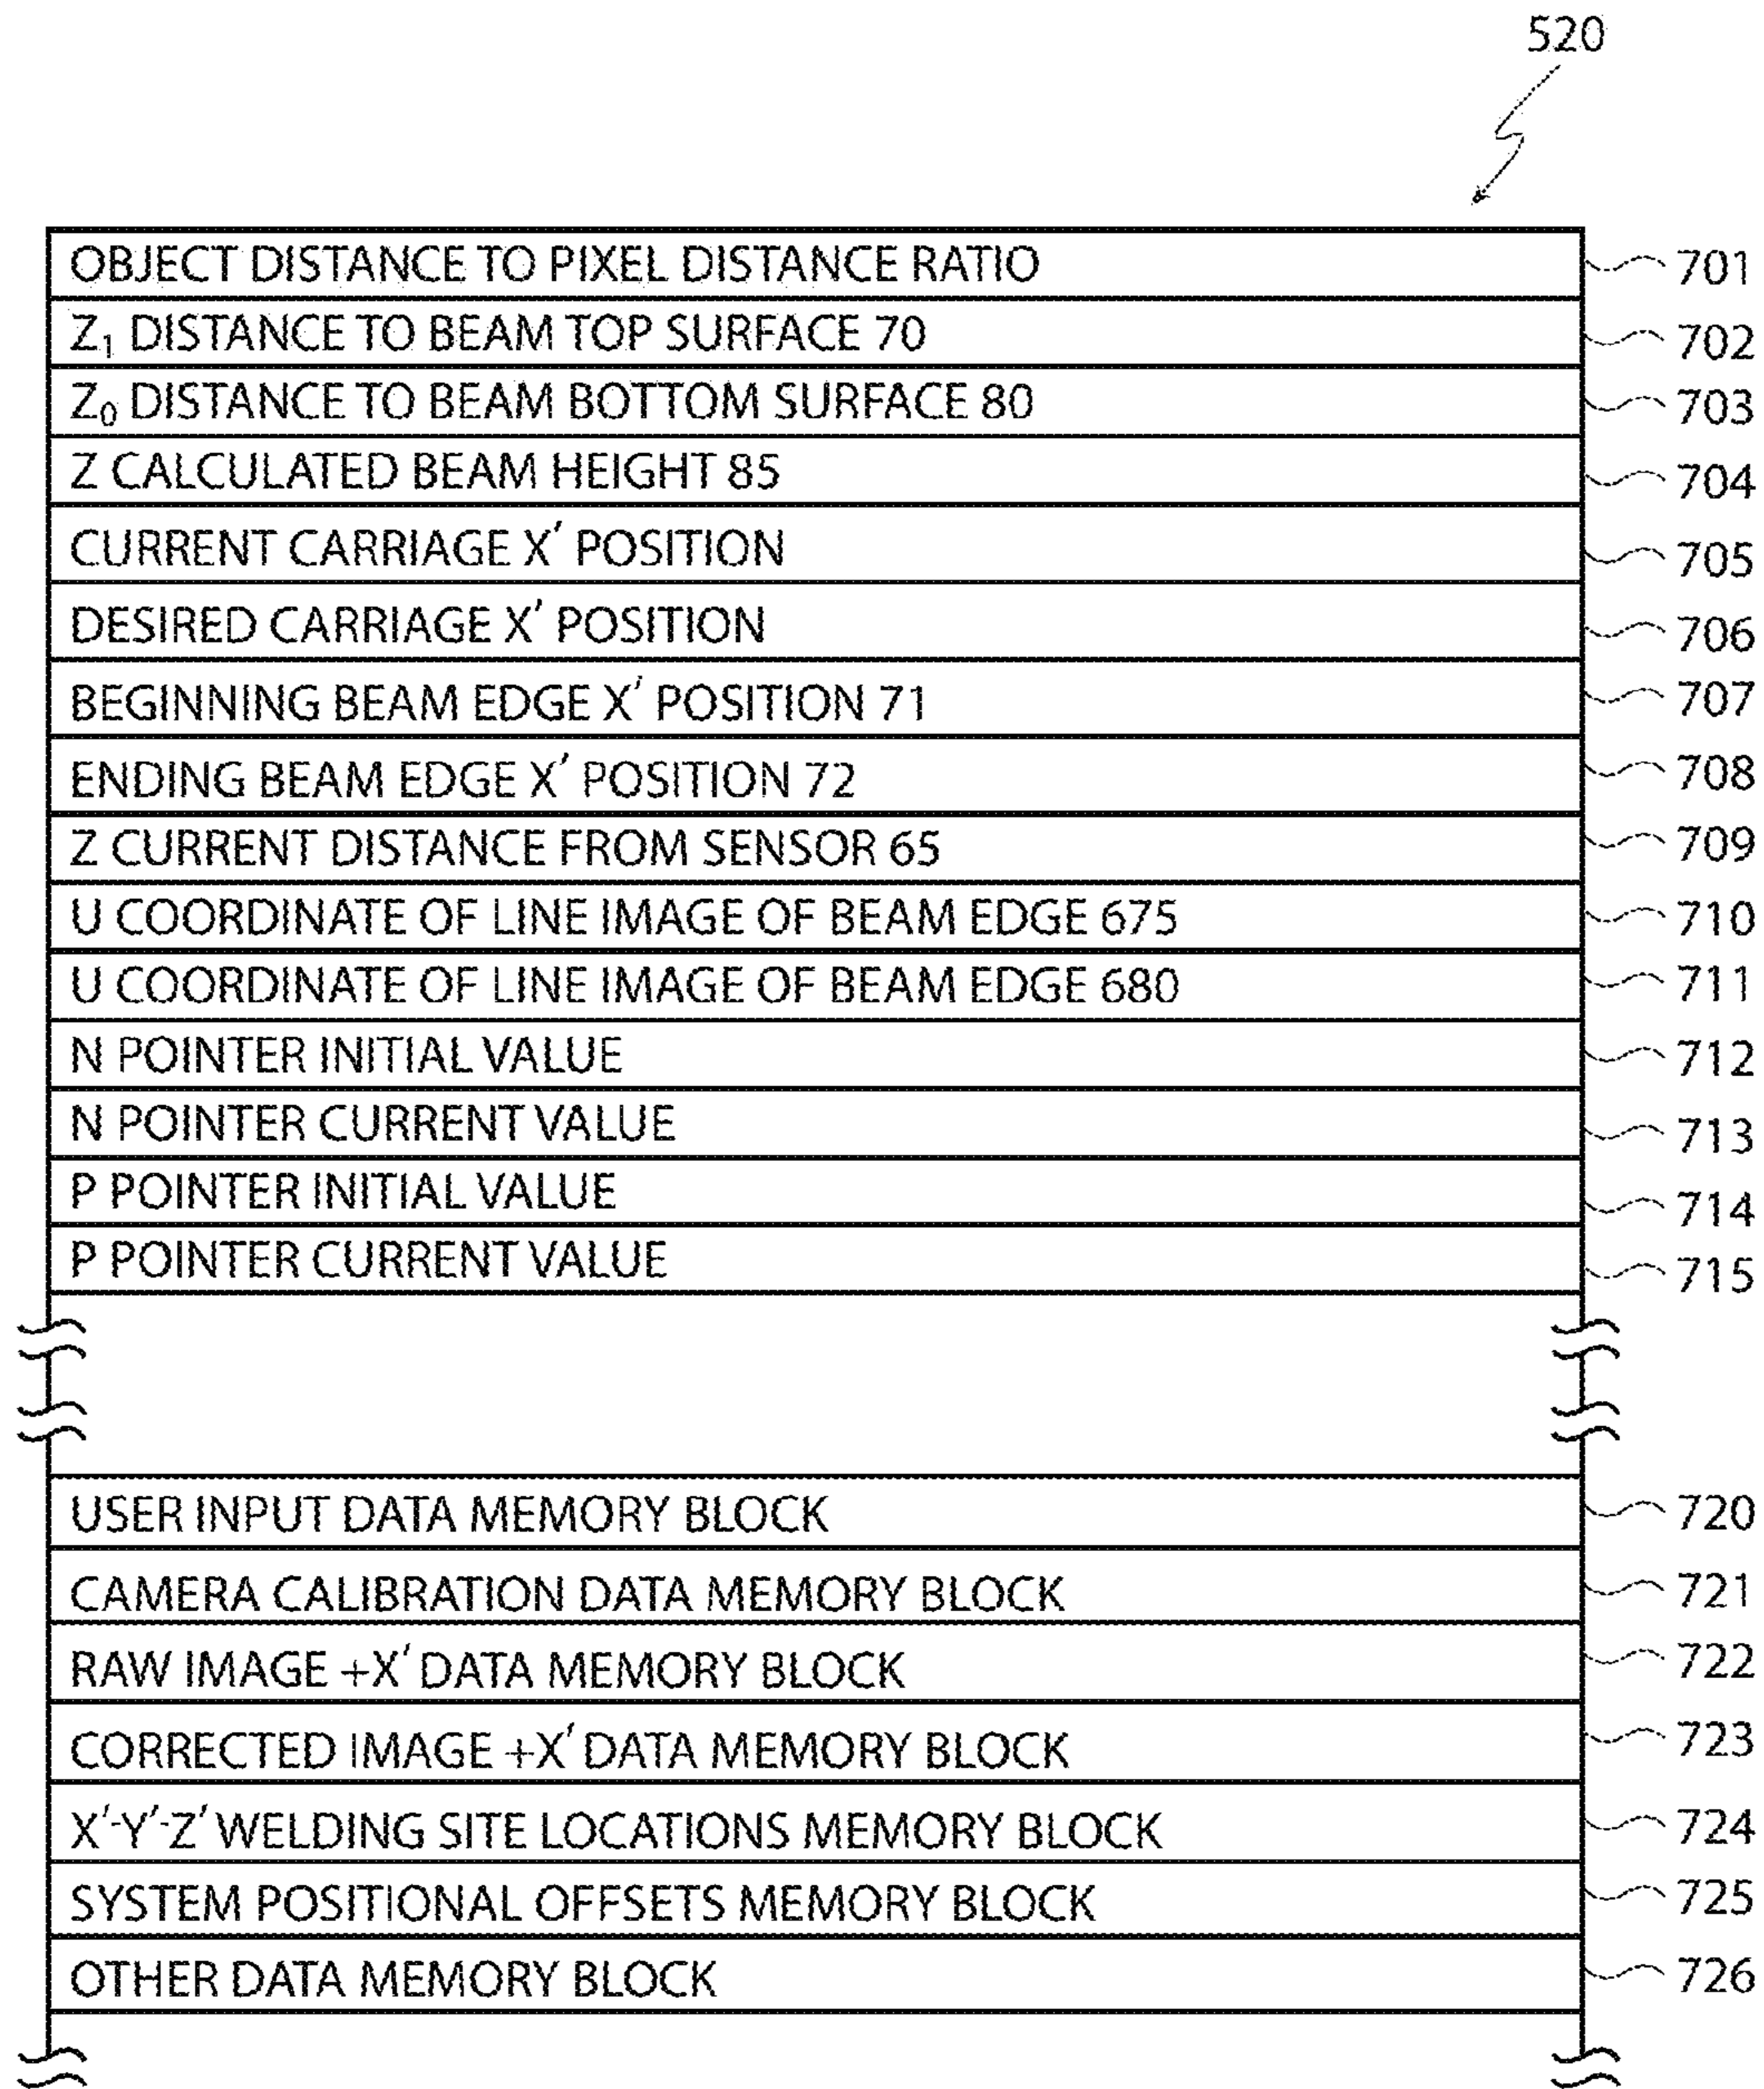 520
OBJECT DISTANCE TO PIXEL DISTANCE RATIO 701
Z₁ DISTANCE TO BEAM TOP SURFACE 70 702
Z₀ DISTANCE TO BEAM BOTTOM SURFACE 80 703
Z CALCULATED BEAM HEIGHT 85 704
CURRENT CARRIAGE X′ POSITION 705
DESIRED CARRIAGE X′ POSITION 706
BEGINNING BEAM EDGE X′ POSITION 71 707
ENDING BEAM EDGE X′ POSITION 72 708
Z CURRENT DISTANCE FROM SENSOR 65 709
U COORDINATE OF LINE IMAGE OF BEAM EDGE 675 710
U COORDINATE OF LINE IMAGE OF BEAM EDGE 680 711
N POINTER INITIAL VALUE 712
N POINTER CURRENT VALUE 713
P POINTER INITIAL VALUE 714
P POINTER CURRENT VALUE 715
USER INPUT DATA MEMORY BLOCK 720
CAMERA CALIBRATION DATA MEMORY BLOCK 721
RAW IMAGE +X′ DATA MEMORY BLOCK 722
CORRECTED IMAGE +X′ DATA MEMORY BLOCK 723
X′-Y′-Z′ WELDING SITE LOCATIONS MEMORY BLOCK 724
SYSTEM POSITIONAL OFFSETS MEMORY BLOCK 725
OTHER DATA MEMORY BLOCK 726